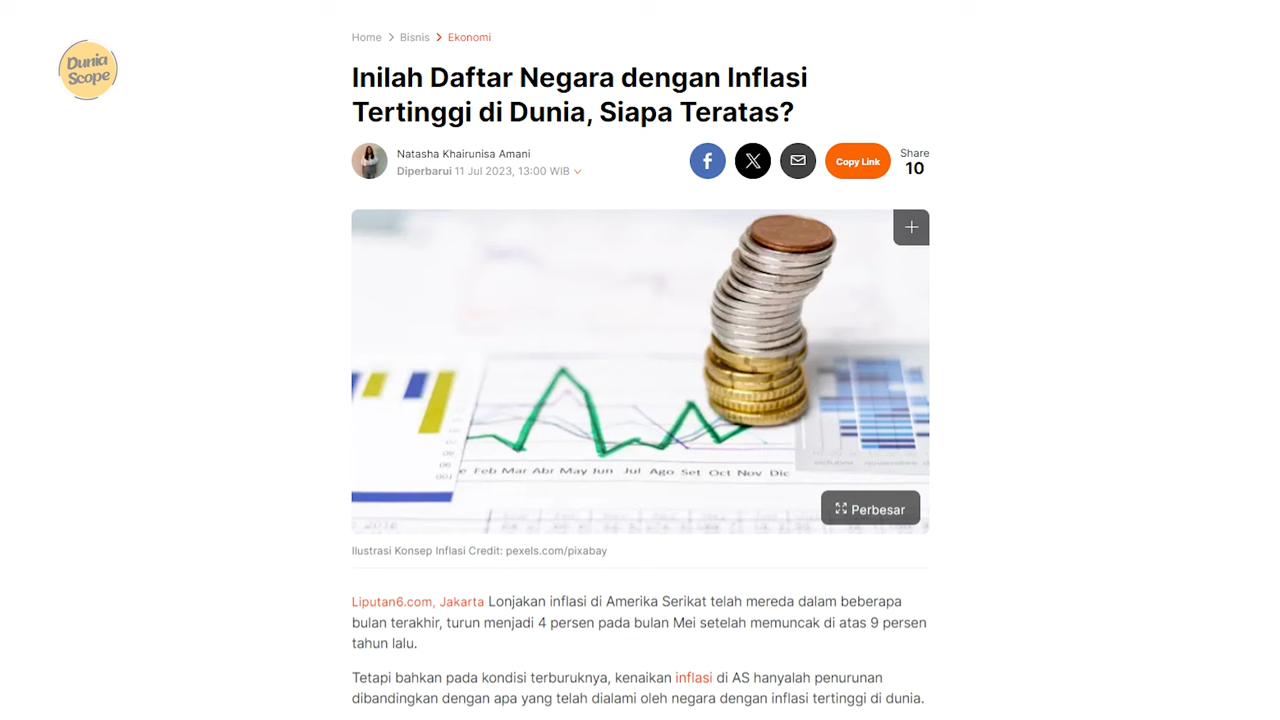 Dunia
Scope
Home > Bisnis > Ekonomi
Inilah Daftar Negara dengan Inflasi
Tertinggi di Dunia, Siapa Teratas?
Natasha Khairunisa Amani
Diperbarui 11 Jul 2023, 13:00 WIB
Copy Link
Share
10
Feb Mar Abr May Jun Jul Ago Set Oct Nov Dic
Perbesar
Ilustrasi Konsep Inflasi Credit: pexels.com/pixabay
Liputan6.com, Jakarta Lonjakan inflasi di Amerika Serikat telah mereda dalam beberapa
bulan terakhir, turun menjadi 4 persen pada bulan Mei setelah memuncak di atas 9 persen
tahun lalu.
Tetapi bahkan pada kondisi terburuknya, kenaikan inflasi di AS hanyalah penurunan
dibandingkan dengan apa yang telah dialami oleh negara dengan inflasi tertinggi di dunia.